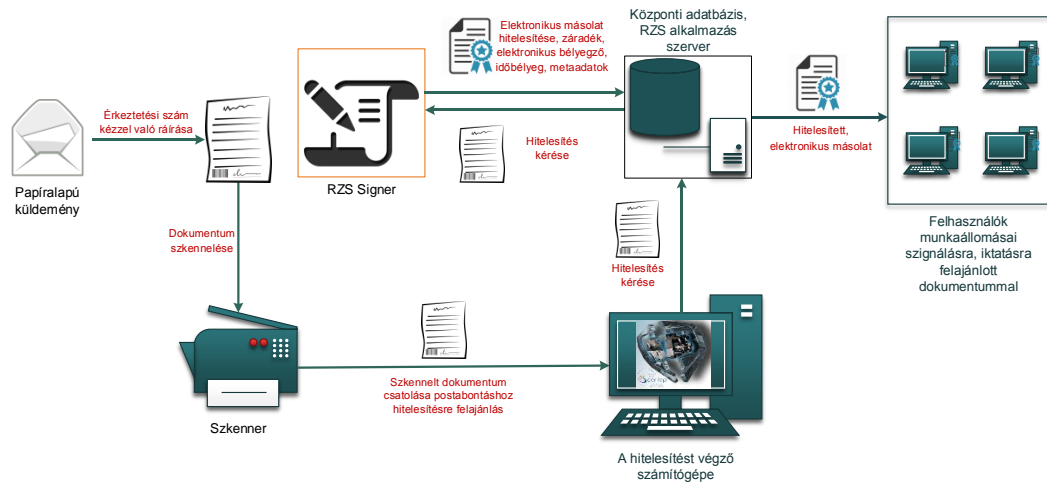 Elektronikus másolat
hitelesítése, záradék,
elektronikus bélyegző,
időbélyeg, metaadatok
Központi adatbázis,
RZS alkalmazás
szerver
Érkeztetési szám
kézzel való ráírása
Hitelesítés
kérése
Hitelesített,
elektronikus másolat
Papíralapú
küldemény
RZS Signer
Felhasználók
munkaállomásai
szignálásra, iktatásra
felajánlott
dokumentummal
Dokumentum
szkennelése
Hitelesítés
kérése
Szkennelt dokumentum
csatolása postabontáshoz
hitelesítésre felajánlás
Szkenner
A hitelesítést végző
számítógépe